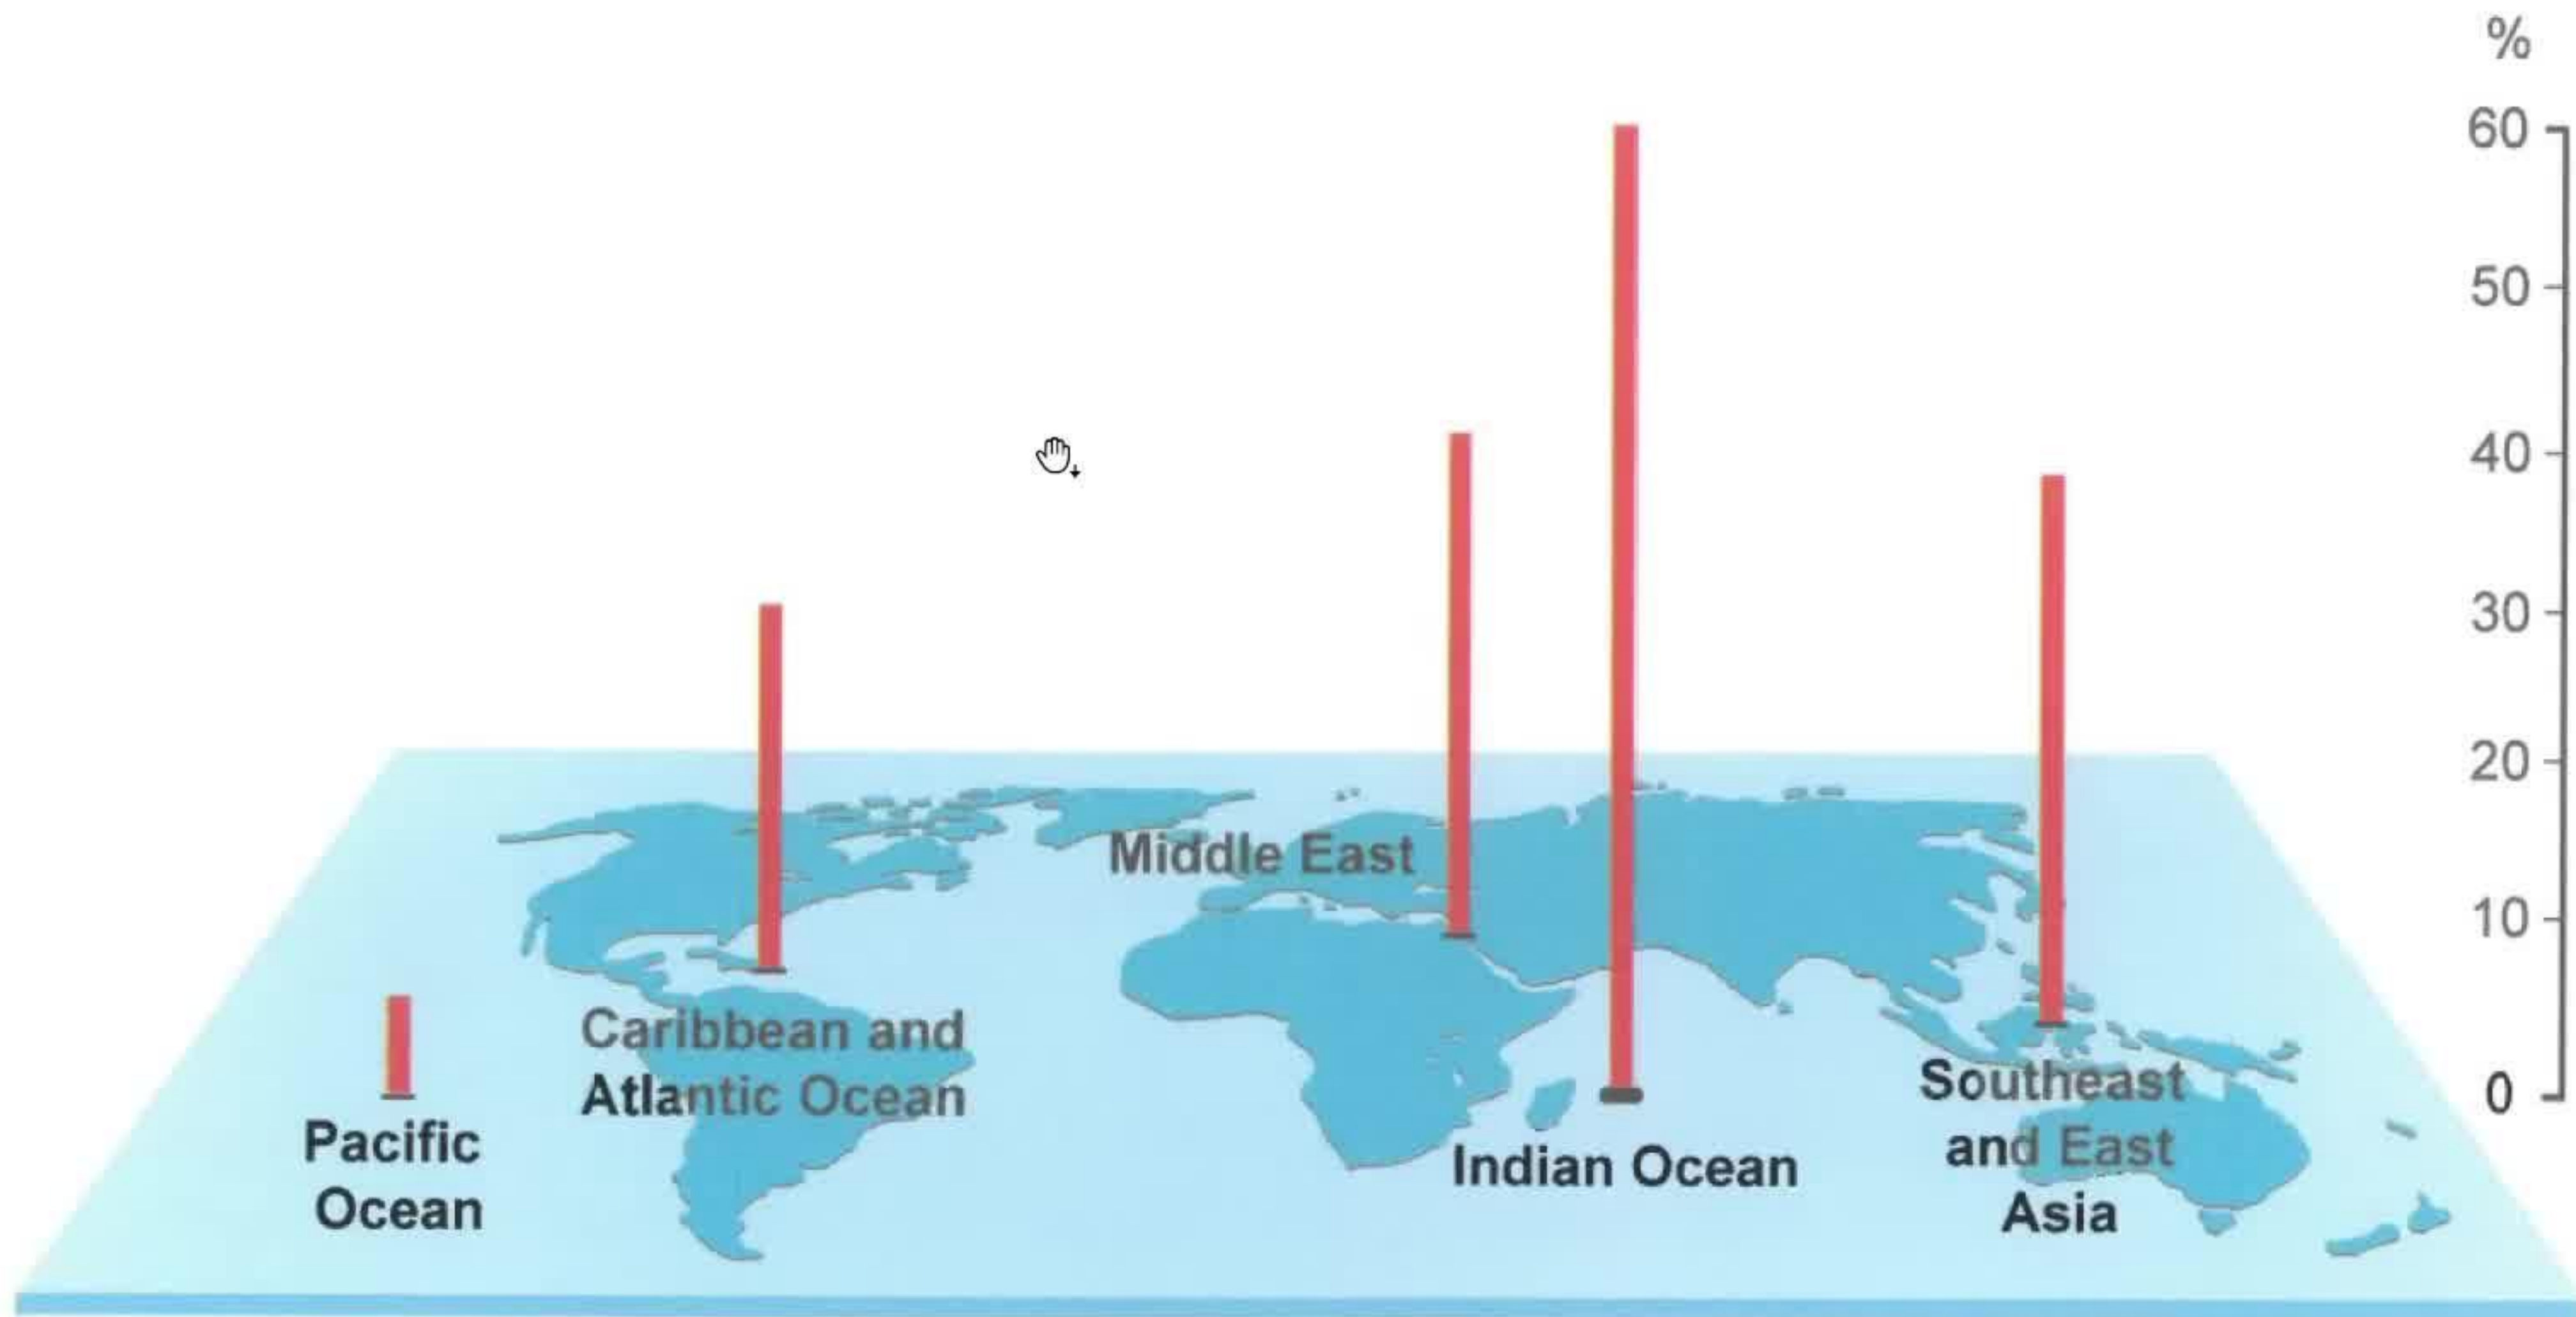 %
60
50
40
30
20
10
0
Middle East
Caribbean and
Atlantic Ocean
Pacific
Ocean
Indian Ocean
Southeast
and East
Asia